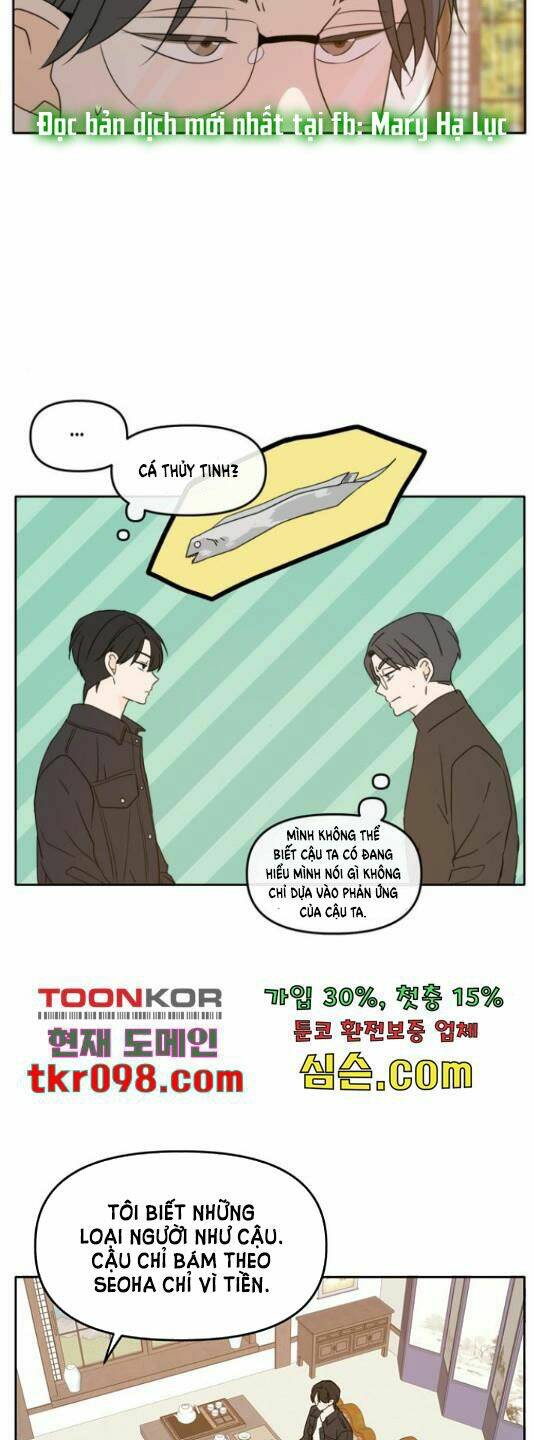 Đọc bản dịch mới nhất tại fb: Mary Hạ Lục
...
CÁ THỦY TINH?
MÌNH KHÔNG THỂ
BIẾT CẬU TA CÓ ĐANG
HIỂU MÌNH NÓI GÌ KHÔNG
CHỈ DỰA VÀO PHẢN ỨNG
CỦA CẬU TA.
TOONKOR
현재 도메인
tkr098.com
가입 30%, 첫충 15%
툰코 환전보증 업체
심슨.com
TÔI BIẾT NHỮNG
LOẠI NGƯỜI NHƯ CẬU.
CẬU CHỈ BÁM THEO
SEOHA CHỈ VÌ TIỀN.